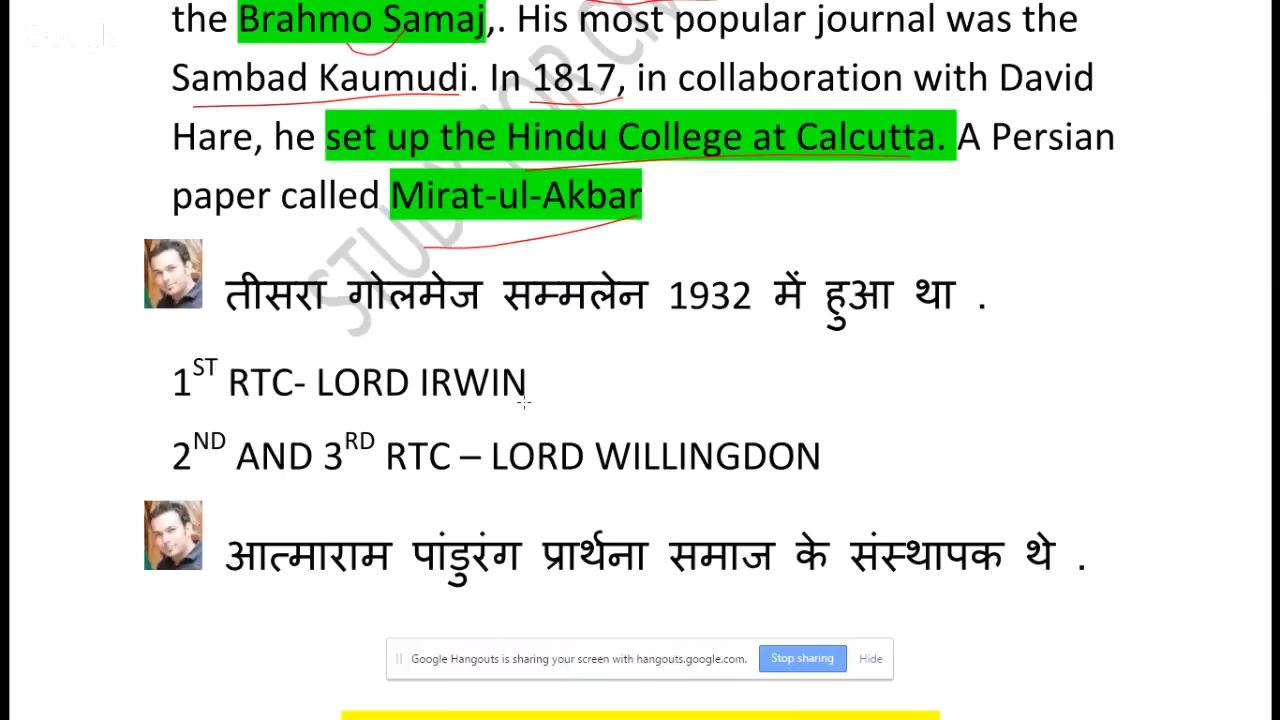 the Brahmo Samaj,. His most popular journal was the
Sambad Kaumudi. In 1817, in collaboration with David
Hare, he set up the Hindu College at Calcutta. A Persian
paper called Mirat-ul-Akbar
तीसरा गोलमेज सम्मलेन 1932 में हुआ था .
1ST RTC- LORD IRWIN
2ND AND 3RD RTC – LORD WILLINGDON
आत्माराम पांडुरंग प्रार्थना समाज के संस्थापक थे .
Google Hangouts is sharing your screen with hangouts.google.com. Stop sharing Hide